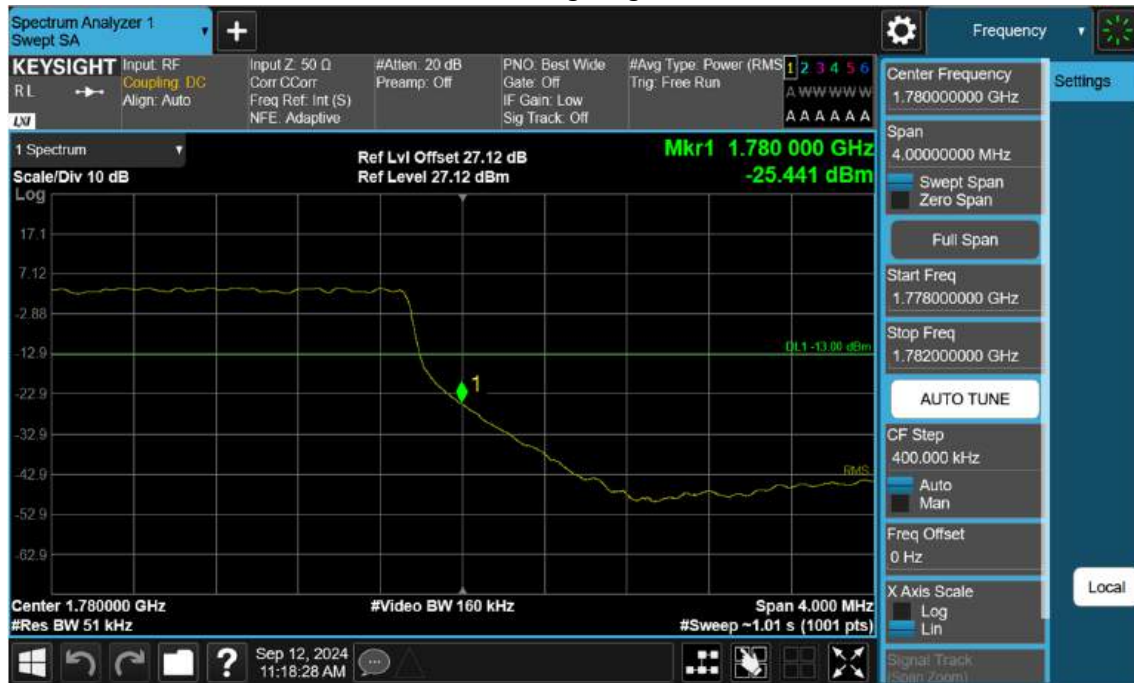 Spectrum Analyzer 1
Swept SA
Frequency
KEYSIGHT
RL
LXI
Input: RF
Coupling: DC
Align: Auto
Input Z: 50 Ω
Corr CCorr
Freq Ref: Int (S)
NFE: Adaptive
#Atten: 20 dB
Preamp: Off
PNO: Best Wide
Gate: Off
IF Gain: Low
Sig Track: Off
#Avg Type: Power (RMS
Trig: Free Run
1 2 3 4 5 6
A W W W W W
A A A A A A
1 Spectrum
Scale/Div 10 dB
Log
Ref Lvl Offset 27.12 dB
Ref Level 27.12 dBm
Mkr1 1.780 000 GHz
-25.441 dBm
17.1
7.12
-2.88
-12.9
-22.9
-32.9
-42.9
-52.9
-62.9
DL1 -13.00 dBm
1
RMS
Center 1.780000 GHz
#Res BW 51 kHz
#Video BW 160 kHz
Span 4.000 MHz
#Sweep ~1.01 s (1001 pts)
Center Frequency
1.780000000 GHz
Settings
Span
4.00000000 MHz
Swept Span
Zero Span
Full Span
Start Freq
1.778000000 GHz
Stop Freq
1.782000000 GHz
AUTO TUNE
CF Step
400.000 kHz
Auto
Man
Freq Offset
0 Hz
X Axis Scale
Log
Lin
Local
Signal Track
(Span Zoom)
?
Sep 12, 2024
11:18:28 AM